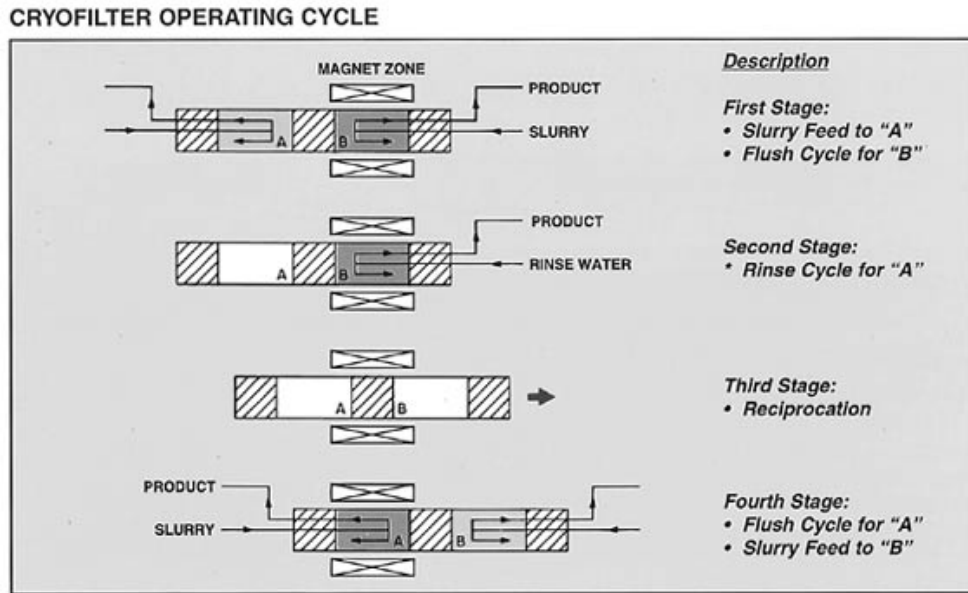 CRYOFILTER OPERATING CYCLE
MAGNET ZONE
PRODUCT
SLURRY
A
B
Description
First Stage:
• Slurry Feed to “A”
• Flush Cycle for “B”
PRODUCT
RINSE WATER
A
B
Second Stage:
* Rinse Cycle for “A”
A
B
Third Stage:
• Reciprocation
PRODUCT
SLURRY
A
B
Fourth Stage:
• Flush Cycle for “A”
• Slurry Feed to “B”